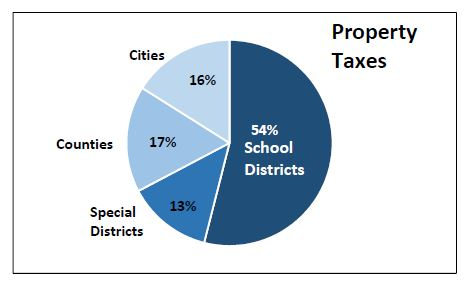 Property
Taxes
Cities
16%
54%
School
Districts
Counties
17%
Special
Districts
13%